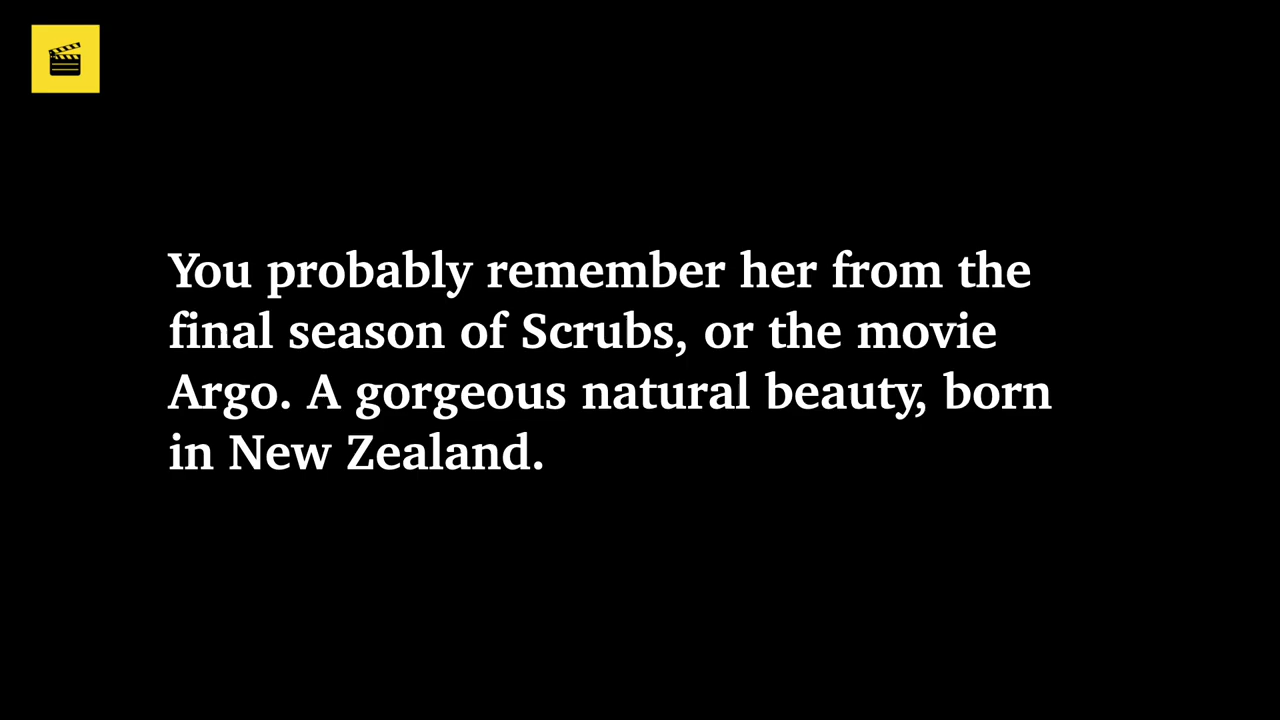 You probably remember her from the
final season of Scrubs, or the movie
Argo. A gorgeous natural beauty, born
in New Zealand.